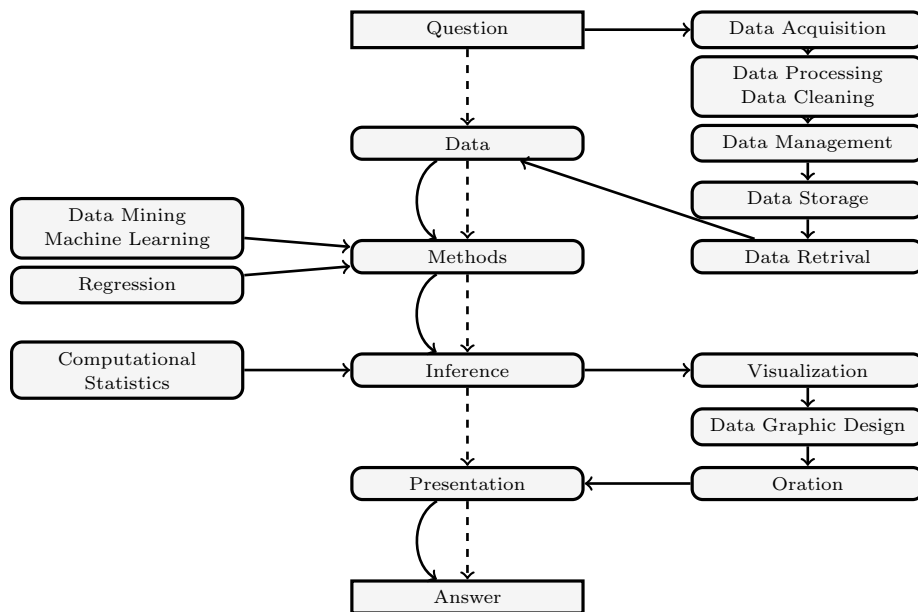 Question
Data Acquisition
Data Processing
Data Cleaning
Data
Data Management
Data Storage
Data Mining
Machine Learning
Methods
Data Retrival
Regression
Computational
Statistics
Inference
Visualization
Data Graphic Design
Presentation
Oration
Answer